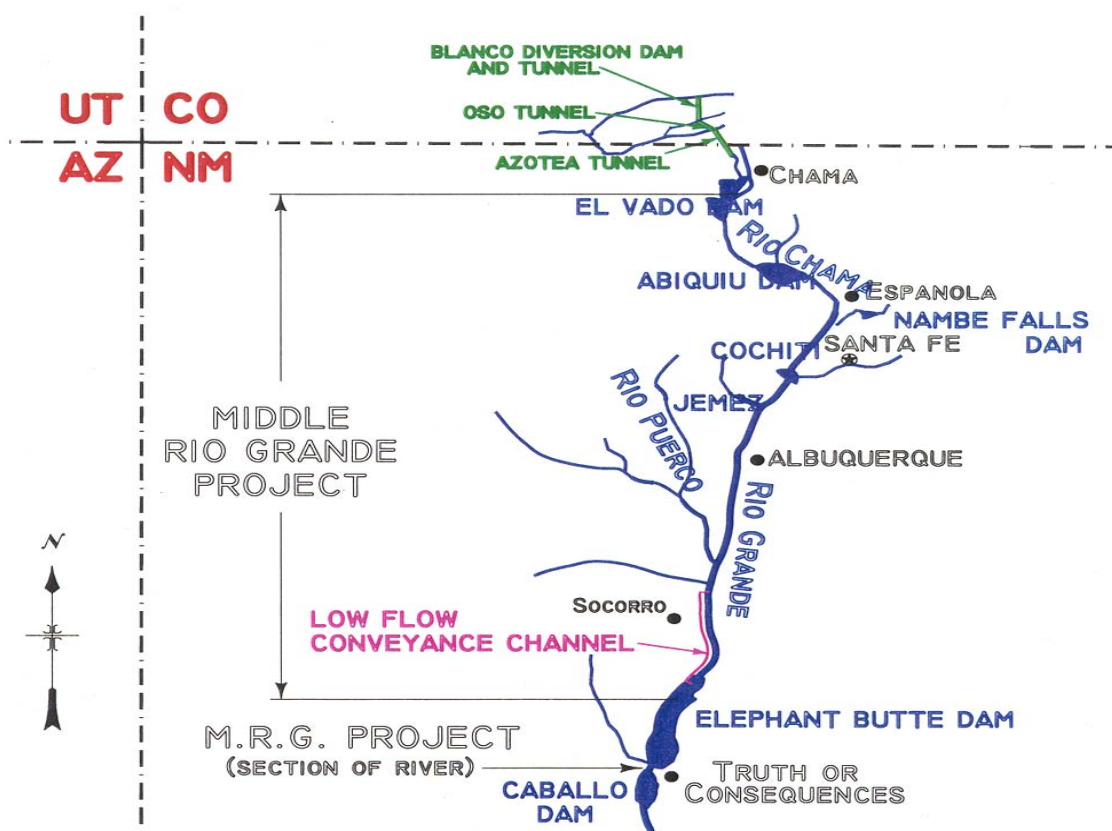 BLANCO DIVERSION DAM
AND TUNNEL
UT CO
OSO TUNNEL
AZ NM
AZOTEA TUNNEL
CHAMA
EL VADO DAM
RIO CHAMA
ABIQUIU DAM
ESPANOLA
NAMBE FALLS
DAM
COCHITI
SANTA FE
RIO PUERCO
JEMEZ
MIDDLE
RIO GRANDE
PROJECT
ALBUQUERQUE
RIO GRANDE
N
SOCORRO
LOW FLOW
CONVEYANCE CHANNEL
ELEPHANT BUTTE DAM
M.R.G. PROJECT
(SECTION OF RIVER)
TRUTH OR
CONSEQUENCES
CABALLO
DAM